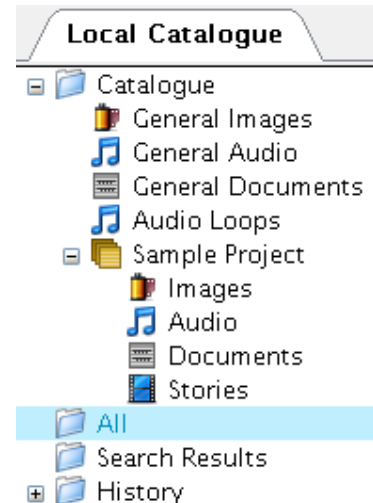 Local Catalogue
Catalogue
General Images
General Audio
General Documents
Audio Loops
Sample Project
Images
Audio
Documents
Stories
All
Search Results
History